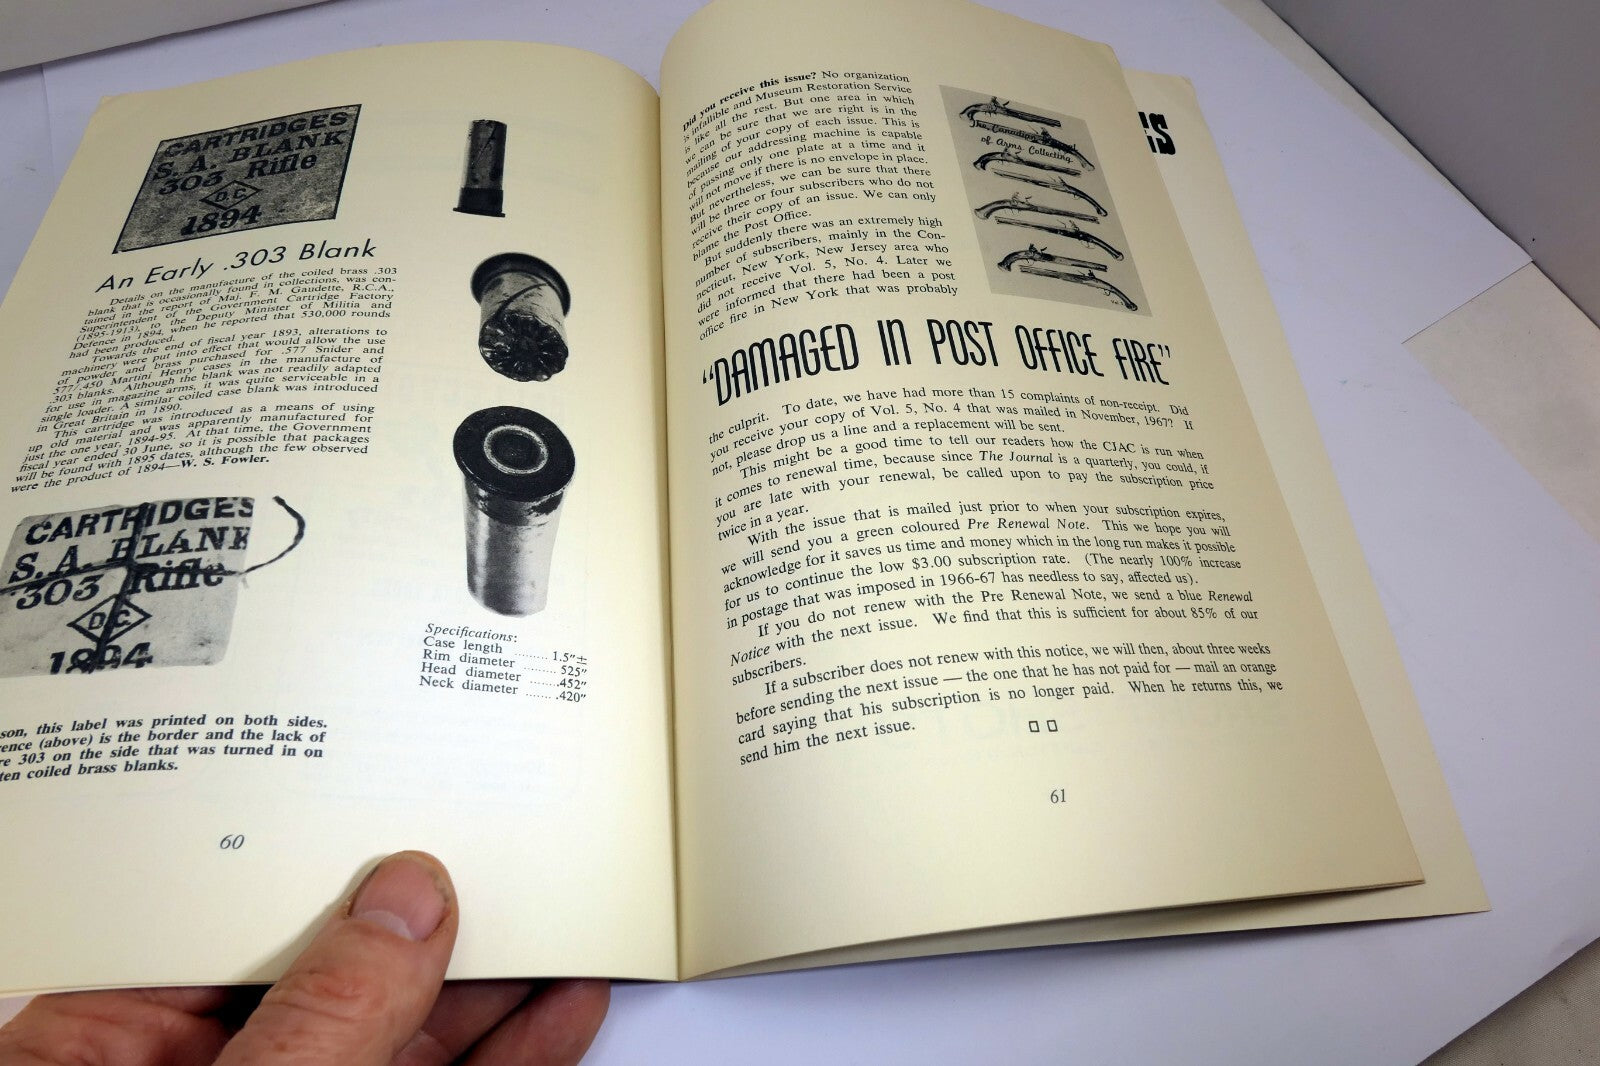 CARTRIDGES
S. A. BLANK
303 Rifle
D.C.
1894
An Early .303 Blank
Details on the manufacture of the coiled brass .303
blank that is occasionally found in collections, was con-
tained in the report of Maj. F. M. Gaudette, R.C.A.,
Superintendent of the Government Cartridge Factory
(1895-1913), to the Deputy Minister of Militia and
Defence in 1894, when he reported that 530,000 rounds
had been produced.
Towards the end of fiscal year 1893, alterations to
machinery were put into effect that would allow the use
of powder and brass purchased for .577 Snider and
577/.450 Martini Henry cases in the manufacture of
.303 blanks. Although the blank was not readily adapted
for use in magazine arms, it was quite serviceable in a
single loader. A similar coiled case blank was introduced
in Great Britain in 1890.
This cartridge was introduced as a means of using
up old material and was apparently manufactured for
just the one year, 1894-95. At that time, the Government
fiscal year ended 30 June, so it is possible that packages
will be found with 1895 dates, although the few observed
were the product of 1894—W. S. Fowler.
CARTRIDGES
S. A. BLANK
303 Rifle
D.C.
1894
Specifications:
Case length ......... 1.5"±
Rim diameter ........ 525"
Head diameter ...... .452"
Neck diameter ....... .420"
son, this label was printed on both sides.
rence (above) is the border and the lack of
re 303 on the side that was turned in on
ten coiled brass blanks.
60
Did you receive this issue? No organization
is infallible and Museum Restoration Service
is like all the rest. But one area in which
we can be sure that we are right is in the
mailing of your copy of each issue. This is
because our addressing machine is capable
of passing only one plate at a time and it
will not move if there is no envelope in place.
But nevertheless, we can be sure that there
will be three or four subscribers who do not
receive their copy of an issue. We can only
blame the Post Office.
But suddenly there was an extremely high
number of subscribers, mainly in the Con-
necticut, New York, New Jersey area who
did not receive Vol. 5, No. 4. Later we
were informed that there had been a post
office fire in New York that was probably
The Canadian Journal
of Arms Collecting
"DAMAGED IN POST OFFICE FIRE"
the culprit. To date, we have had more than 15 complaints of non-receipt. Did
you receive your copy of Vol. 5, No. 4 that was mailed in November, 1967? If
not, please drop us a line and a replacement will be sent.
This might be a good time to tell our readers how the CJAC is run when
it comes to renewal time, because since The Journal is a quarterly, you could, if
you are late with your renewal, be called upon to pay the subscription price
twice in a year.
With the issue that is mailed just prior to when your subscription expires,
we will send you a green coloured Pre Renewal Note. This we hope you will
acknowledge for it saves us time and money which in the long run makes it possible
for us to continue the low $3.00 subscription rate. (The nearly 100% increase
in postage that was imposed in 1966-67 has needless to say, affected us).
If you do not renew with the Pre Renewal Note, we send a blue Renewal
Notice with the next issue. We find that this is sufficient for about 85% of our
subscribers.
If a subscriber does not renew with this notice, we will then, about three weeks
before sending the next issue — the one that he has not paid for — mail an orange
card saying that his subscription is no longer paid. When he returns this, we
send him the next issue.
61